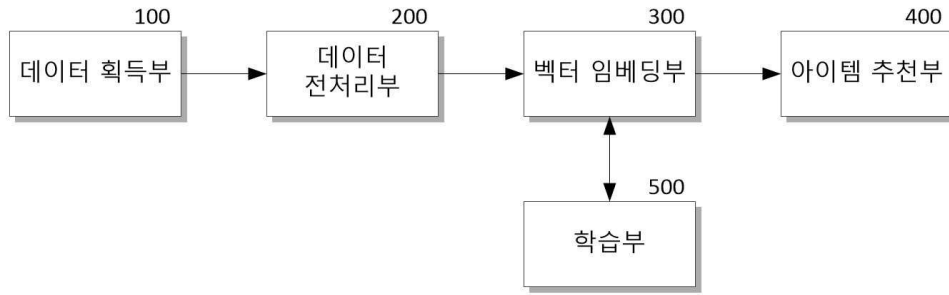 100
데이터 획득부
200
데이터
전처리부
300
벡터 임베딩부
400
아이템 추천부
500
학습부